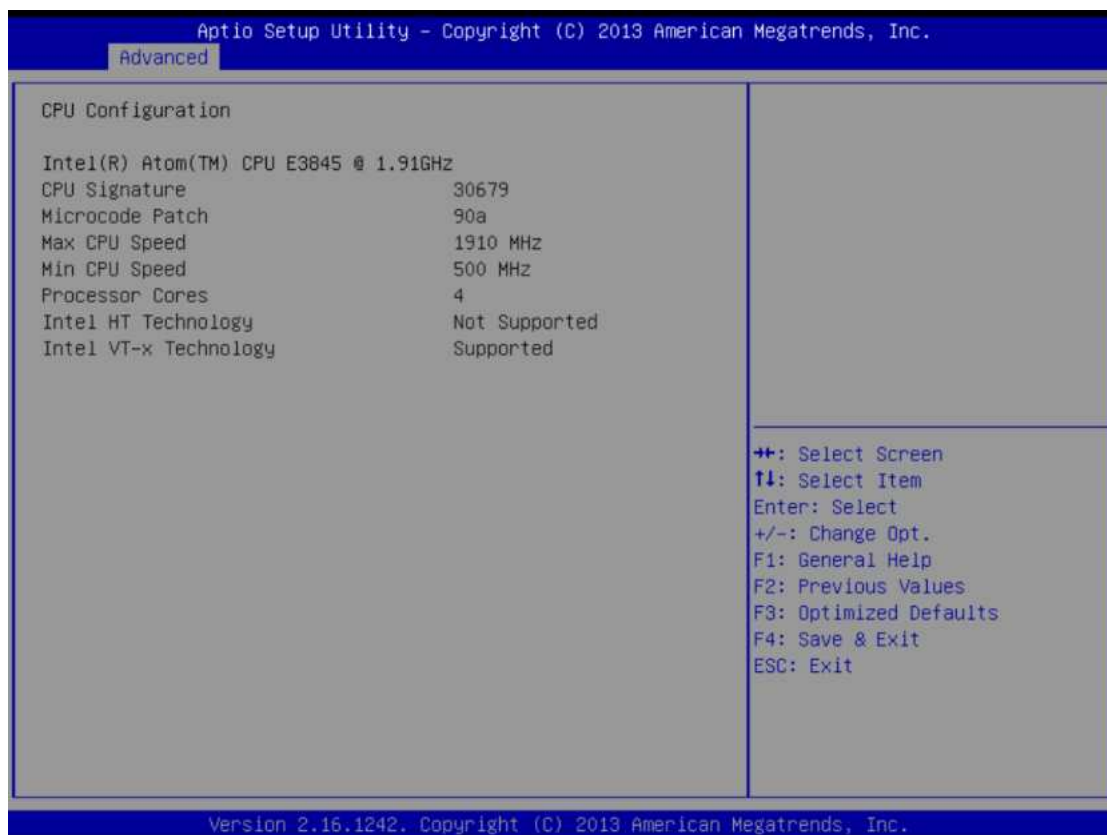 Aptio Setup Utility – Copyright (C) 2013 American Megatrends, Inc.
Advanced
CPU Configuration
Intel(R) Atom(TM) CPU E3845 @ 1.91GHz
CPU Signature 30679
Microcode Patch 90a
Max CPU Speed 1910 MHz
Min CPU Speed 500 MHz
Processor Cores 4
Intel HT Technology Not Supported
Intel VT-x Technology Supported
→←: Select Screen
↑↓: Select Item
Enter: Select
+/-: Change Opt.
F1: General Help
F2: Previous Values
F3: Optimized Defaults
F4: Save & Exit
ESC: Exit
Version 2.16.1242. Copyright (C) 2013 American Megatrends, Inc.